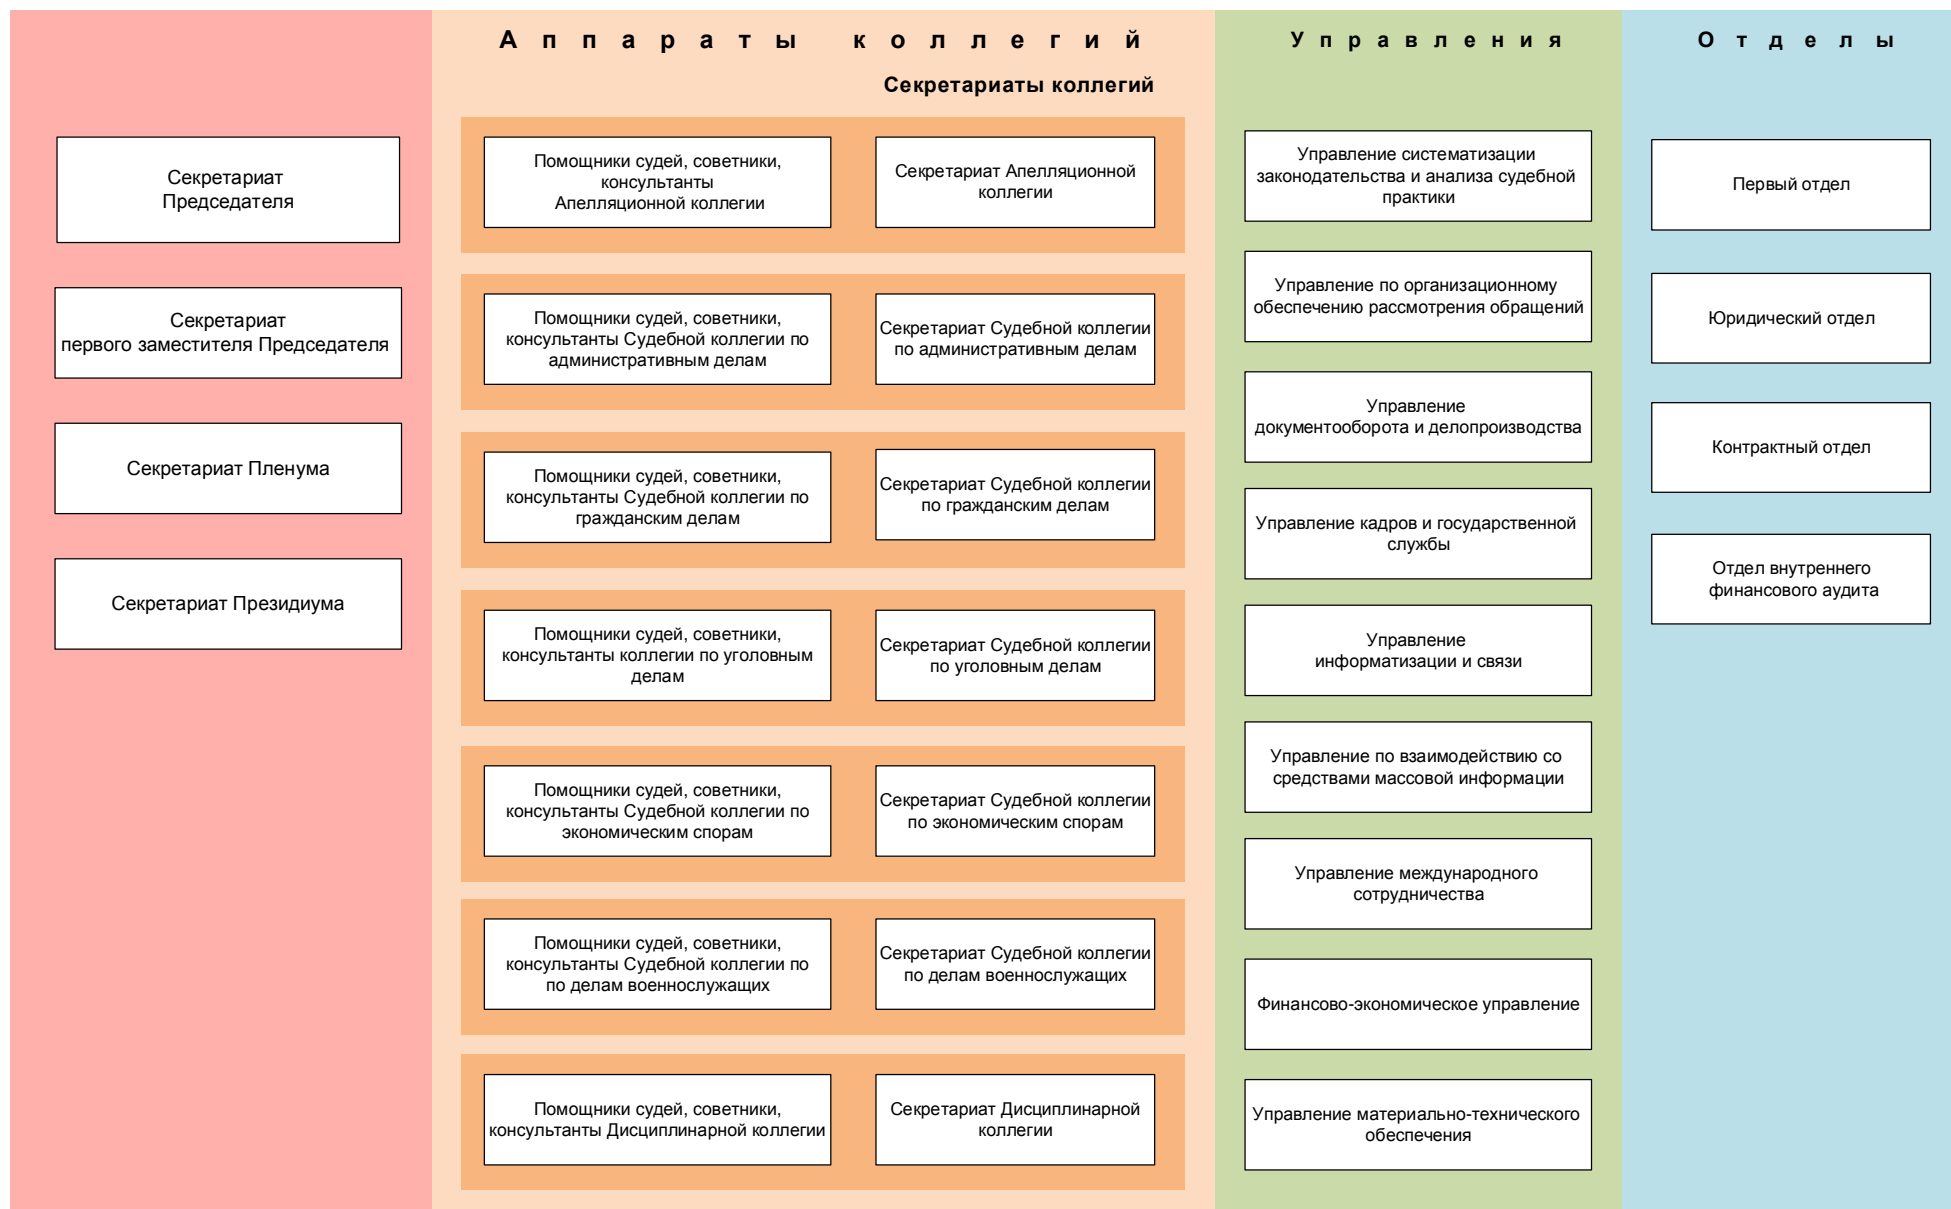 Секретариат
Председателя
Секретариат
первого заместителя Председателя
Секретариат Пленума
Секретариат Президиума
Аппараты коллегий
Секретариаты коллегий
Помощники судей, советники,
консультанты
Апелляционной коллегии
Секретариат Апелляционной
коллегии
Помощники судей, советники,
консультанты Судебной коллегии по
административным делам
Секретариат Судебной коллегии
по административным делам
Помощники судей, советники,
консультанты Судебной коллегии по
гражданским делам
Секретариат Судебной коллегии
по гражданским делам
Помощники судей, советники,
консультанты коллегии по уголовным
делам
Секретариат Судебной коллегии
по уголовным делам
Помощники судей, советники,
консультанты Судебной коллегии по
экономическим спорам
Секретариат Судебной коллегии
по экономическим спорам
Помощники судей, советники,
консультанты Судебной коллегии по
по делам военнослужащих
Секретариат Судебной коллегии
по делам военнослужащих
Помощники судей, советники,
консультанты Дисциплинарной коллегии
Секретариат Дисциплинарной
коллегии
Управления
Управление систематизации
законодательства и анализа судебной
практики
Управление по организационному
обеспечению рассмотрения обращений
Управление
документооборота и делопроизводства
Управление кадров и государственной
службы
Управление
информатизации и связи
Управление по взаимодействию со
средствами массовой информации
Управление международного
сотрудничества
Финансово-экономическое управление
Управление материально-технического
обеспечения
Отделы
Первый отдел
Юридический отдел
Контрактный отдел
Отдел внутреннего
финансового аудита